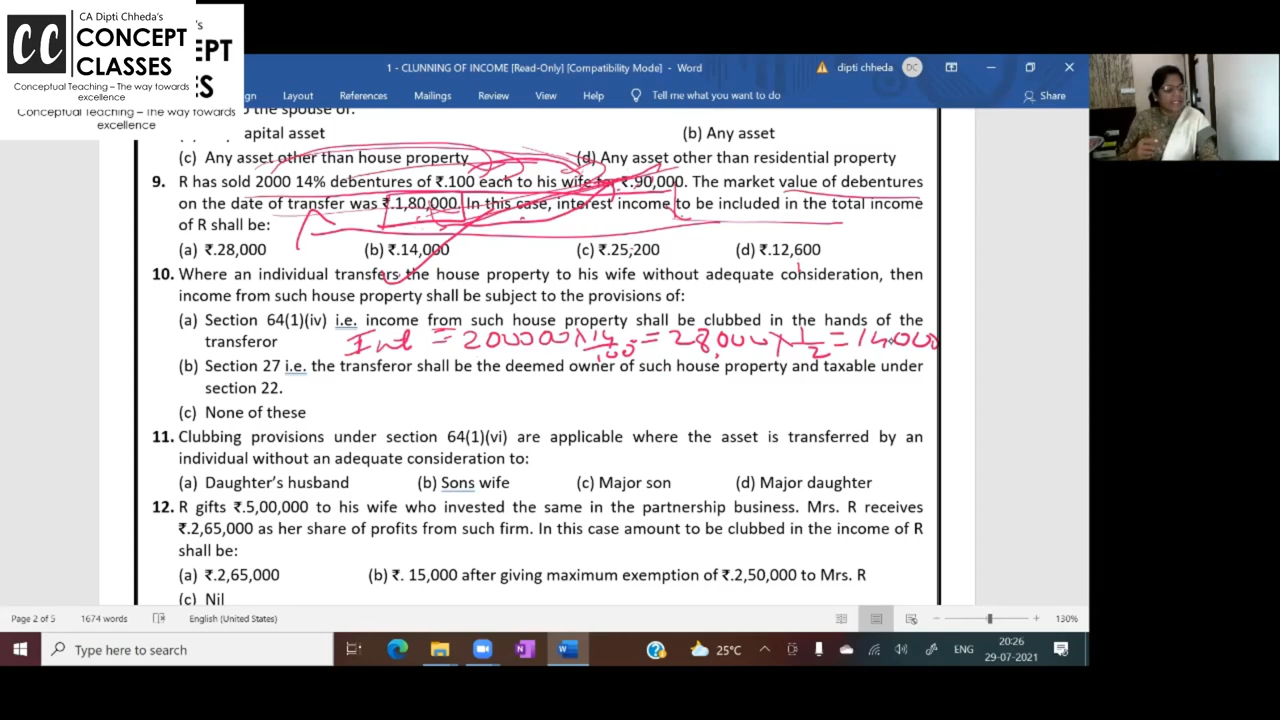 CA Dipti Chheda's
CONCEPT
CLASSES
Conceptual Teaching – The way towards
excellence
's
EPT
S
Conceptual Teaching – The way towards
excellence
1 - CLUNNING OF INCOME [Read-Only] [Compatibility Mode] - Word
dipti chheda
DC
gn Layout References Mailings Review View Help Tell me what you want to do Share
o the spouse of:
apital asset (b) Any asset
(c) Any asset other than house property (d) Any asset other than residential property
9. R has sold 2000 14% debentures of ₹.100 each to his wife for ₹.90,000. The market value of debentures
on the date of transfer was ₹.1,80,000. In this case, interest income to be included in the total income
of R shall be:
(a) ₹.28,000 (b) ₹.14,000 (c) ₹.25,200 (d) ₹.12,600
10. Where an individual transfers the house property to his wife without adequate consideration, then
income from such house property shall be subject to the provisions of:
(a) Section 64(1)(iv) i.e. income from such house property shall be clubbed in the hands of the
transferor
Int = 200000 × 14/100 = 28,000 × 1/2 = 14000
(b) Section 27 i.e. the transferor shall be the deemed owner of such house property and taxable under
section 22.
(c) None of these
11. Clubbing provisions under section 64(1)(vi) are applicable where the asset is transferred by an
individual without an adequate consideration to:
(a) Daughter's husband (b) Sons wife (c) Major son (d) Major daughter
12. R gifts ₹.5,00,000 to his wife who invested the same in the partnership business. Mrs. R receives
₹.2,65,000 as her share of profits from such firm. In this case amount to be clubbed in the income of R
shall be:
(a) ₹.2,65,000 (b) ₹. 15,000 after giving maximum exemption of ₹.2,50,000 to Mrs. R
(c) Nil
Page 2 of 5 1674 words English (United States) 130%
Type here to search 25°C ENG 20:26
29-07-2021